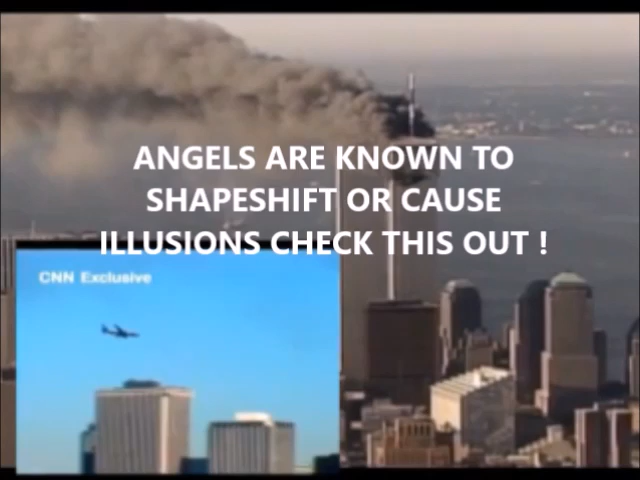 ANGELS ARE KNOWN TO
SHAPESHIFT OR CAUSE
ILLUSIONS CHECK THIS OUT !
CNN Exclusive